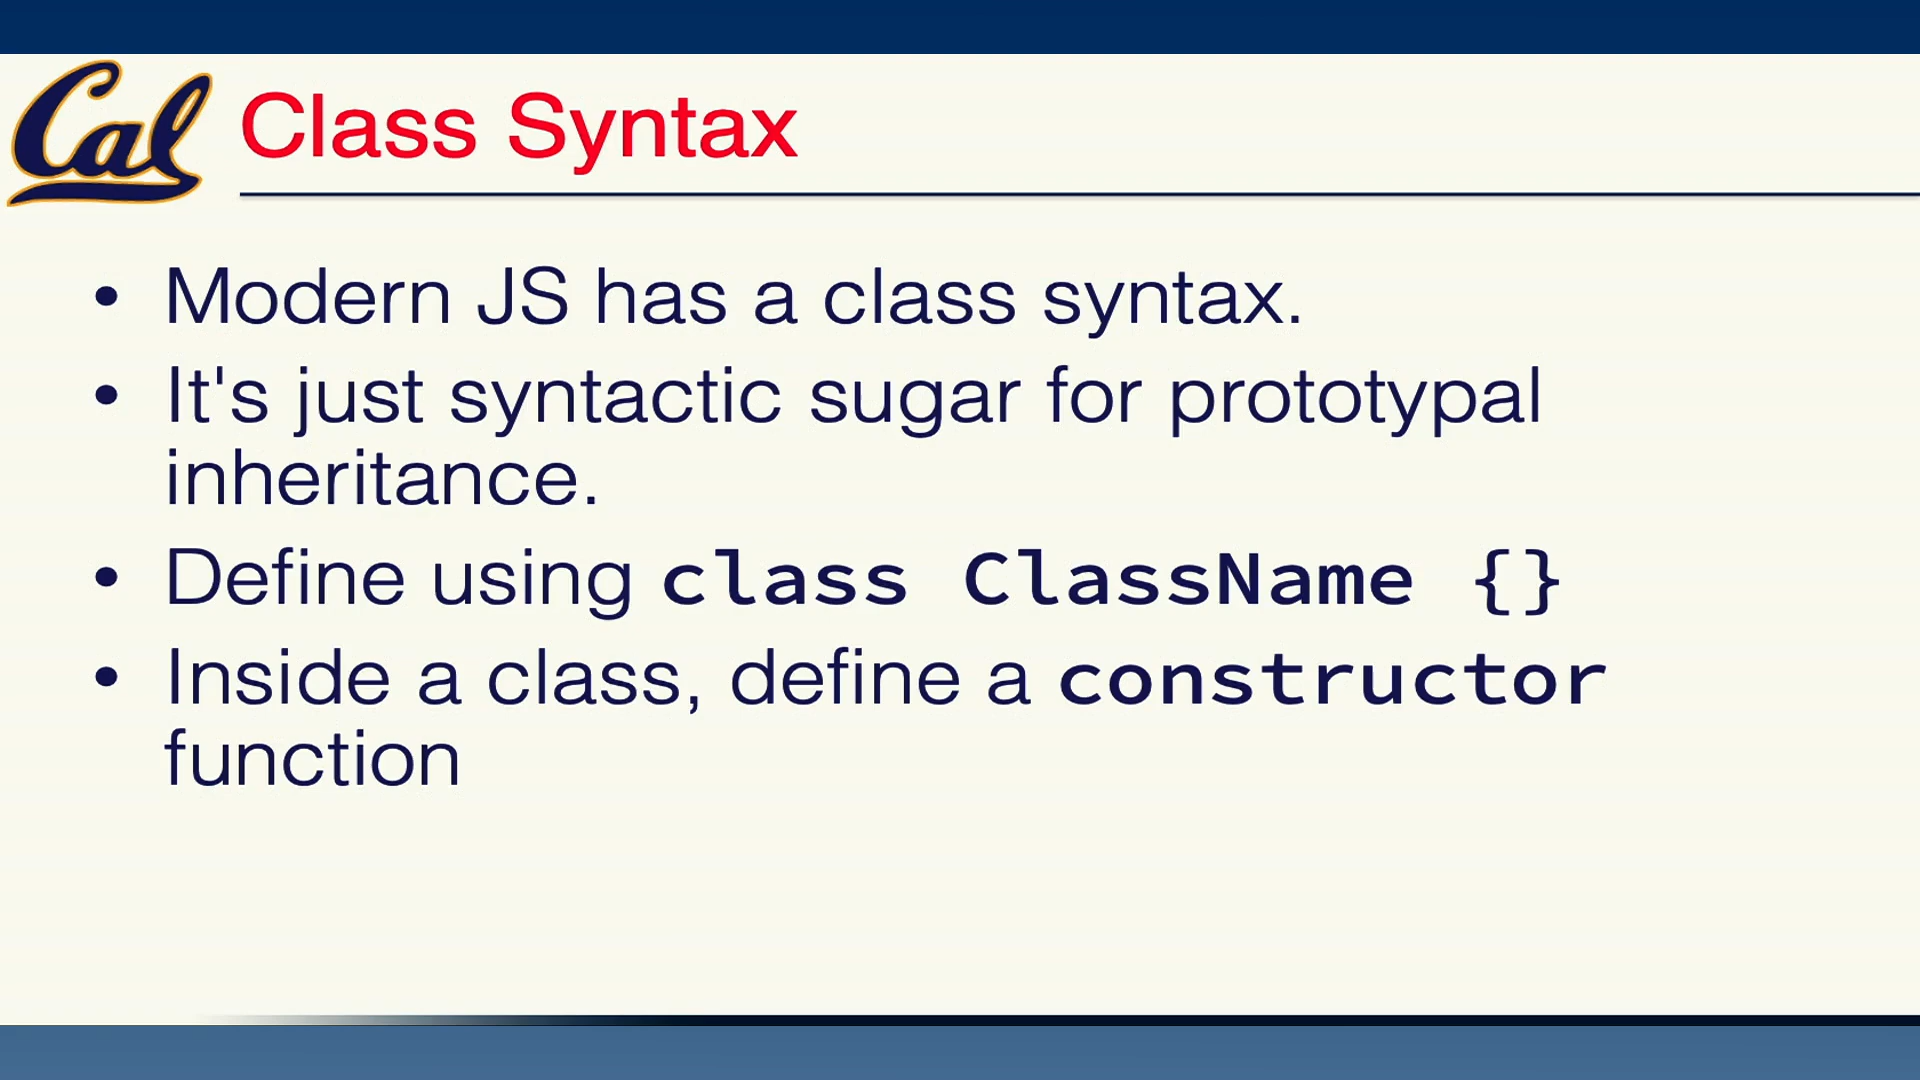 Cal
Class Syntax
• Modern JS has a class syntax.
• It's just syntactic sugar for prototypal
inheritance.
• Define using class ClassName {}
• Inside a class, define a constructor
function